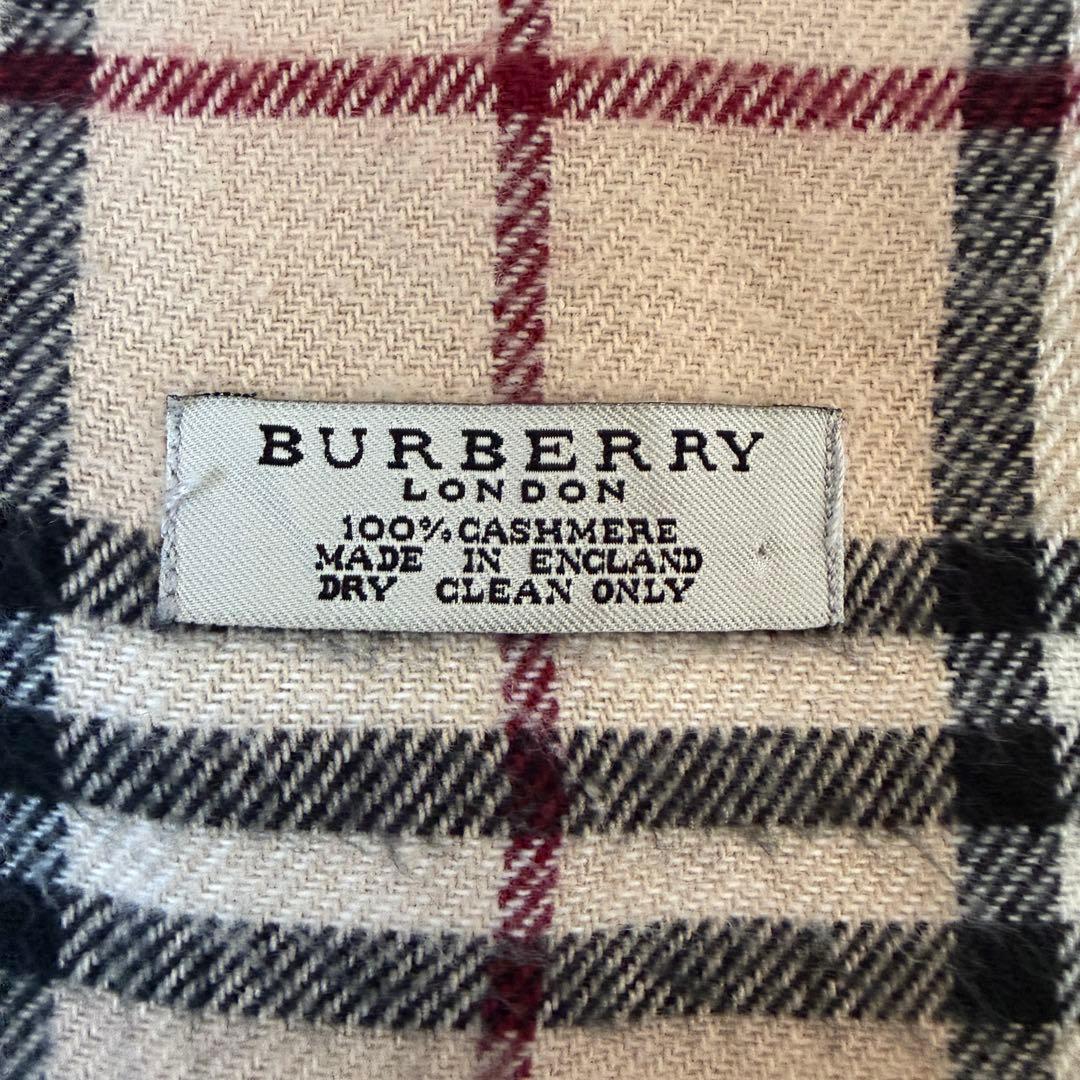 BURBERRY
LONDON
100% CASHMERE
MADE IN ENGLAND
DRY CLEAN ONLY